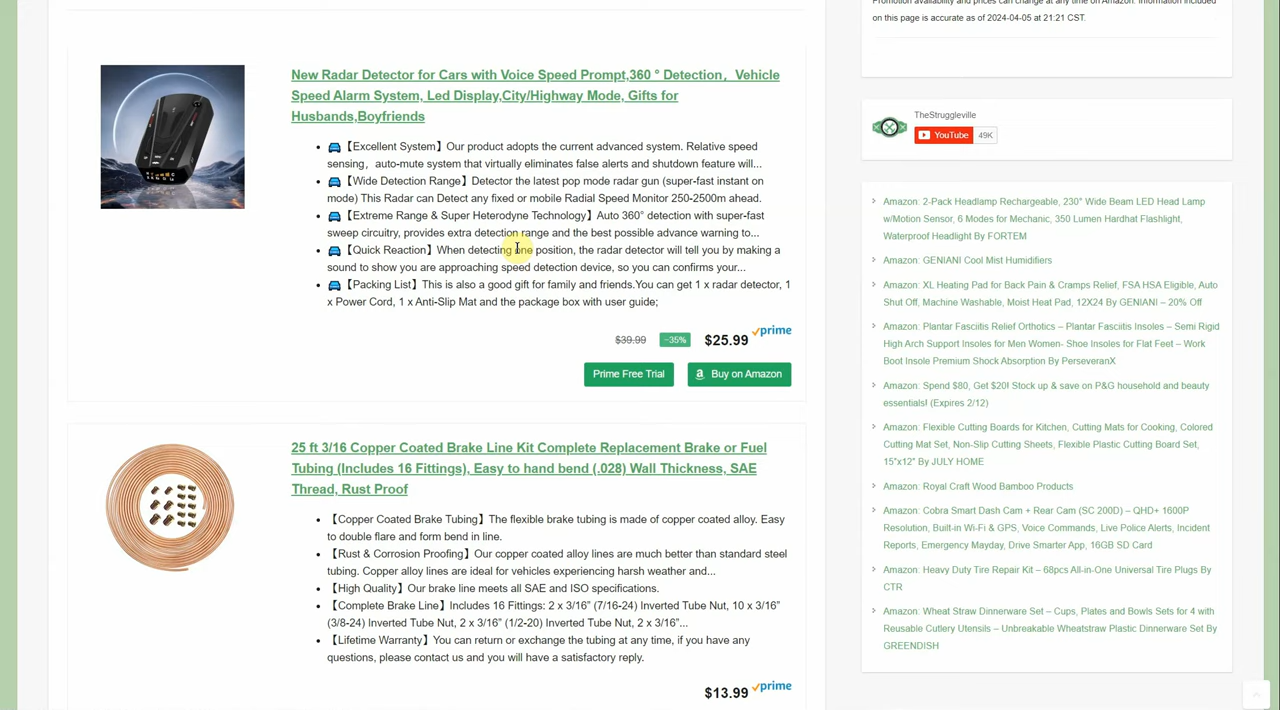 Promotion availability and prices can change at any time on Amazon. Information included
on this page is accurate as of 2024-04-05 at 21:21 CST.
New Radar Detector for Cars with Voice Speed Prompt,360 ° Detection，Vehicle
Speed Alarm System, Led Display,City/Highway Mode, Gifts for
Husbands,Boyfriends
【Excellent System】Our product adopts the current advanced system. Relative speed
sensing，auto-mute system that virtually eliminates false alerts and shutdown feature will...
【Wide Detection Range】Detector the latest pop mode radar gun (super-fast instant on
mode) This Radar can Detect any fixed or mobile Radial Speed Monitor 250-2500m ahead.
【Extreme Range & Super Heterodyne Technology】Auto 360° detection with super-fast
sweep circuitry, provides extra detection range and the best possible advance warning to...
【Quick Reaction】When detecting one position, the radar detector will tell you by making a
sound to show you are approaching speed detection device, so you can confirms your...
【Packing List】This is also a good gift for family and friends.You can get 1 x radar detector, 1
x Power Cord, 1 x Anti-Slip Mat and the package box with user guide;
$39.99 −35% $25.99 prime
Prime Free Trial
Buy on Amazon
25 ft 3/16 Copper Coated Brake Line Kit Complete Replacement Brake or Fuel
Tubing (Includes 16 Fittings), Easy to hand bend (.028) Wall Thickness, SAE
Thread, Rust Proof
【Copper Coated Brake Tubing】The flexible brake tubing is made of copper coated alloy. Easy
to double flare and form bend in line.
【Rust & Corrosion Proofing】Our copper coated alloy lines are much better than standard steel
tubing. Copper alloy lines are ideal for vehicles experiencing harsh weather and...
【High Quality】Our brake line meets all SAE and ISO specifications.
【Complete Brake Line】Includes 16 Fittings: 2 x 3/16” (7/16-24) Inverted Tube Nut, 10 x 3/16”
(3/8-24) Inverted Tube Nut, 2 x 3/16” (1/2-20) Inverted Tube Nut, 2 x 3/16”...
【Lifetime Warranty】You can return or exchange the tubing at any time, if you have any
questions, please contact us and you will have a satisfactory reply.
$13.99 prime
TheStruggleville
YouTube 49K
Amazon: 2-Pack Headlamp Rechargeable, 230° Wide Beam LED Head Lamp
w/Motion Sensor, 6 Modes for Mechanic, 350 Lumen Hardhat Flashlight,
Waterproof Headlight By FORTEM
Amazon: GENIANI Cool Mist Humidifiers
Amazon: XL Heating Pad for Back Pain & Cramps Relief, FSA HSA Eligible, Auto
Shut Off, Machine Washable, Moist Heat Pad, 12X24 By GENIANI – 20% Off
Amazon: Plantar Fasciitis Relief Orthotics – Plantar Fasciitis Insoles – Semi Rigid
High Arch Support Insoles for Men Women- Shoe Insoles for Flat Feet – Work
Boot Insole Premium Shock Absorption By PerseveranX
Amazon: Spend $80, Get $20! Stock up & save on P&G household and beauty
essentials! (Expires 2/12)
Amazon: Flexible Cutting Boards for Kitchen, Cutting Mats for Cooking, Colored
Cutting Mat Set, Non-Slip Cutting Sheets, Flexible Plastic Cutting Board Set,
15"x12" By JULY HOME
Amazon: Royal Craft Wood Bamboo Products
Amazon: Cobra Smart Dash Cam + Rear Cam (SC 200D) – QHD+ 1600P
Resolution, Built-in Wi-Fi & GPS, Voice Commands, Live Police Alerts, Incident
Reports, Emergency Mayday, Drive Smarter App, 16GB SD Card
Amazon: Heavy Duty Tire Repair Kit – 68pcs All-in-One Universal Tire Plugs By
CTR
Amazon: Wheat Straw Dinnerware Set – Cups, Plates and Bowls Sets for 4 with
Reusable Cutlery Utensils – Unbreakable Wheatstraw Plastic Dinnerware Set By
GREENDISH